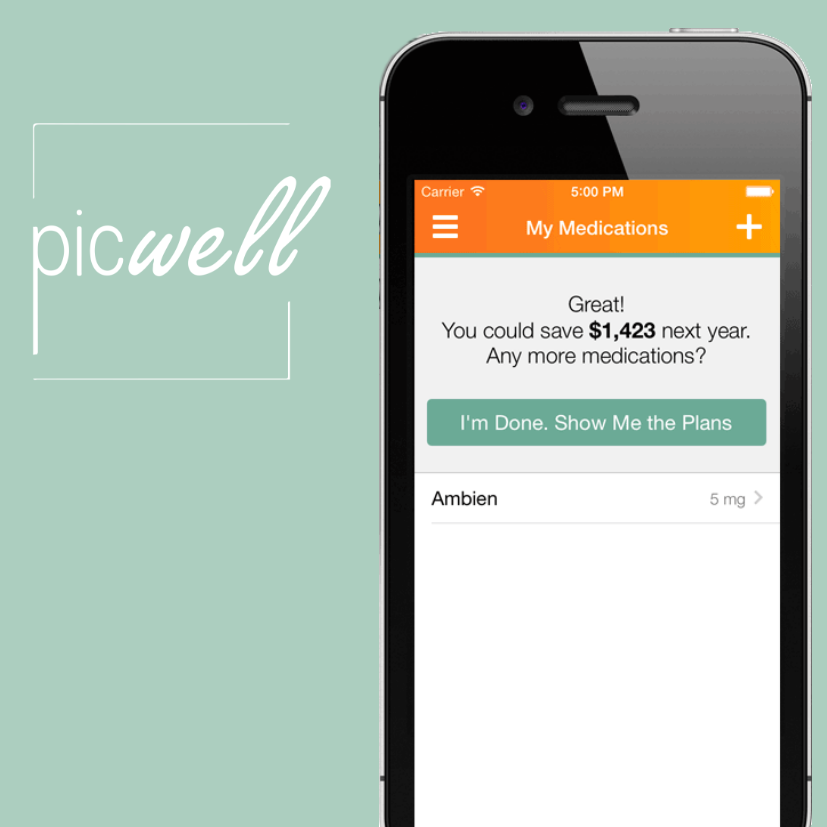 picwell
Carrier
5:00 PM
My Medications
Great!
You could save $1,423 next year.
Any more medications?
I'm Done. Show Me the Plans
Ambien
5 mg